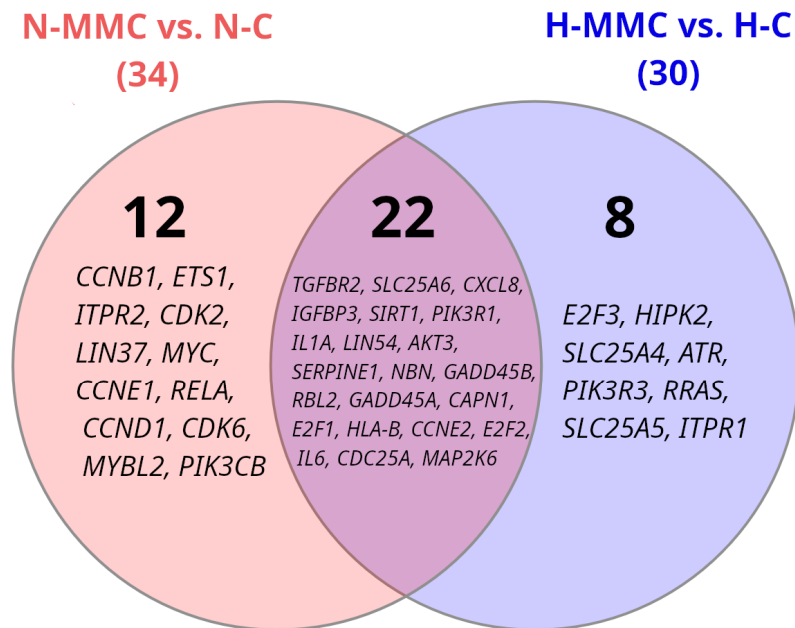 N-MMC vs. N-C
(34)
H-MMC vs. H-C
(30)
12
CCNB1, ETS1,
ITPR2, CDK2,
LIN37, MYC,
CCNE1, RELA,
CCND1, CDK6,
MYBL2, PIK3CB
22
TGFBR2, SLC25A6, CXCL8,
IGFBP3, SIRT1, PIK3R1,
IL1A, LIN54, AKT3,
SERPINE1, NBN, GADD45B,
RBL2, GADD45A, CAPN1,
E2F1, HLA-B, CCNE2, E2F2,
IL6, CDC25A, MAP2K6
8
E2F3, HIPK2,
SLC25A4, ATR,
PIK3R3, RRAS,
SLC25A5, ITPR1